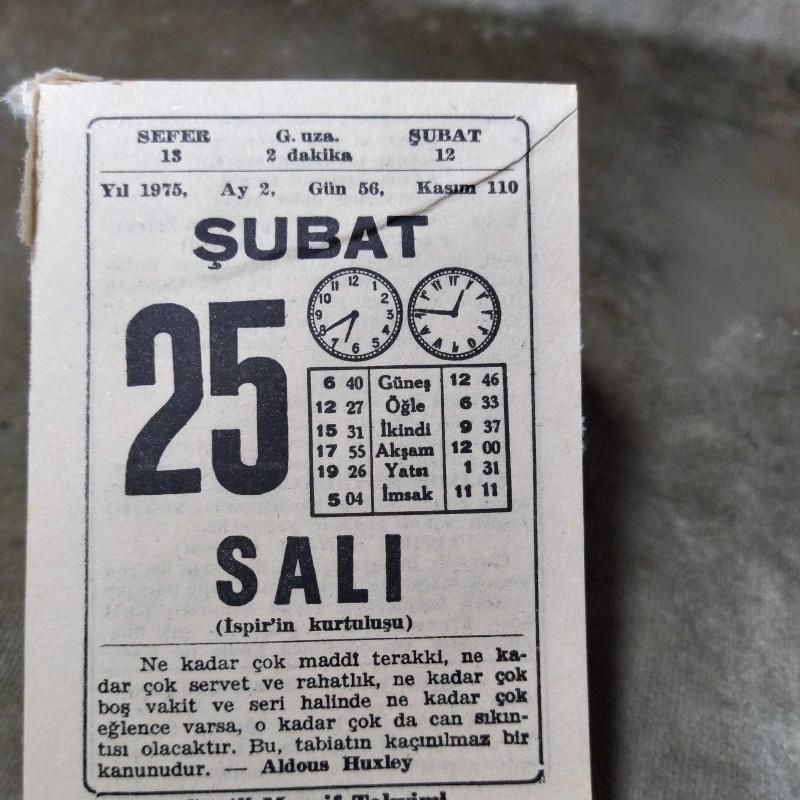 SEFER G. uza. ŞUBAT
13 2 dakika 12
Yıl 1975, Ay 2, Gün 56, Kasım 110
ŞUBAT
25
6 40 Güneş 12 46
12 27 Öğle 6 33
15 31 İkindi 9 37
17 55 Akşam 12 00
19 26 Yatsı 1 31
5 04 İmsak 11 11
SALI
(İspir'in kurtuluşu)
Ne kadar çok maddî terakki, ne ka-
dar çok servet ve rahatlık, ne kadar çok
boş vakit ve seri halinde ne kadar çok
eğlence varsa, o kadar çok da can sıkın-
tısı olacaktır. Bu, tabiatın kaçınılmaz bir
kanunudur. — Aldous Huxley